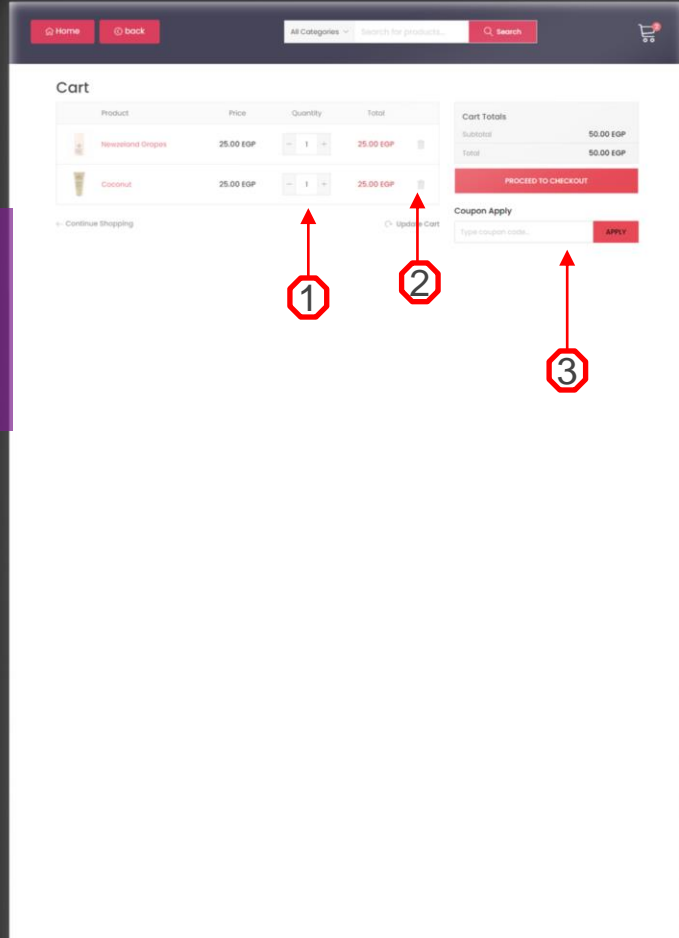 Home back All Categories Search for products... Search
Cart
Product Price Quantity Total
25.00 EGP - 1 + 25.00 EGP
Coconut 25.00 EGP - 1 + 25.00 EGP
Continue Shopping Update Cart
Cart Totals
Subtotal 50.00 EGP
Total 50.00 EGP
PROCEED TO CHECKOUT
Coupon Apply
Type coupon code... APPLY
1
2
3